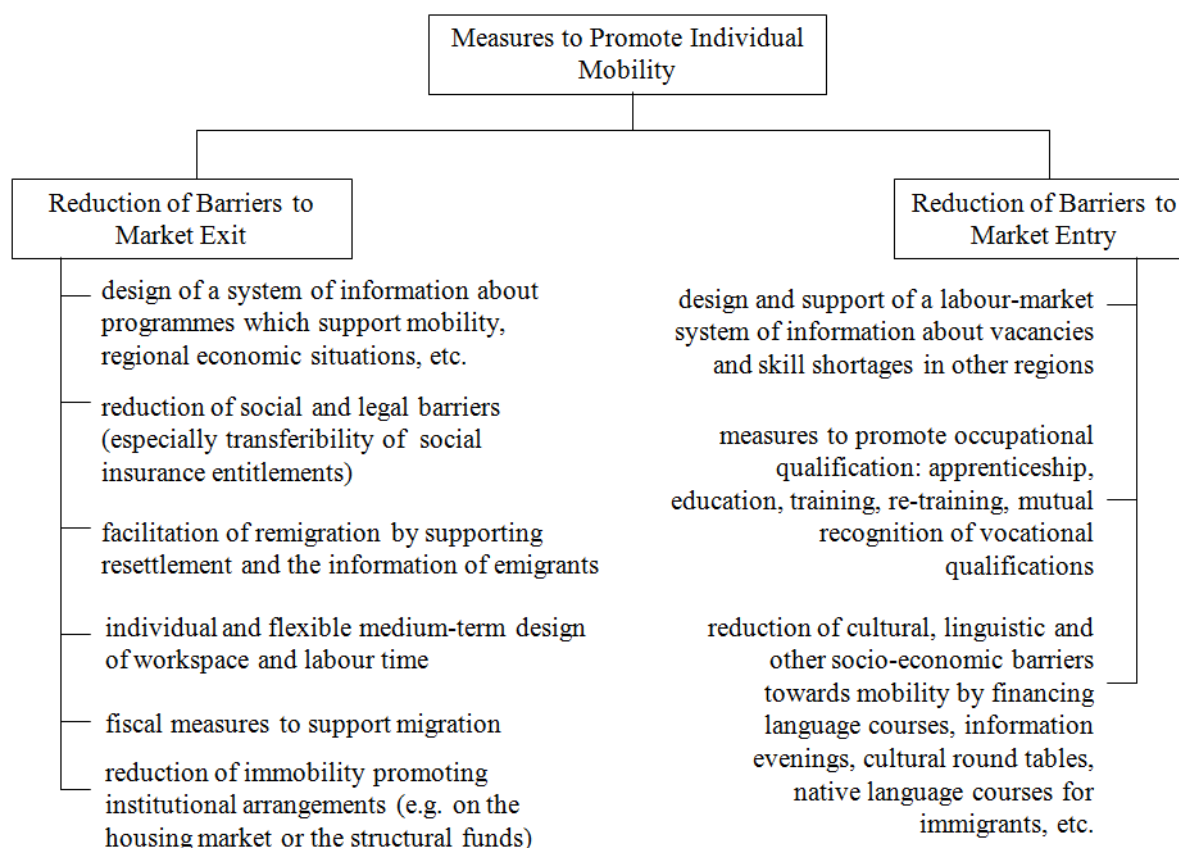 Measures to Promote Individual
Mobility
Reduction of Barriers to
Market Exit
design of a system of information about
programmes which support mobility,
regional economic situations, etc.
reduction of social and legal barriers
(especially transferibility of social
insurance entitlements)
facilitation of remigration by supporting
resettlement and the information of emigrants
individual and flexible medium-term design
of workspace and labour time
fiscal measures to support migration
reduction of immobility promoting
institutional arrangements (e.g. on the
housing market or the structural funds)
Reduction of Barriers to
Market Entry
design and support of a labour-market
system of information about vacancies
and skill shortages in other regions
measures to promote occupational
qualification: apprenticeship,
education, training, re-training, mutual
recognition of vocational
qualifications
reduction of cultural, linguistic and
other socio-economic barriers
towards mobility by financing
language courses, information
evenings, cultural round tables,
native language courses for
immigrants, etc.